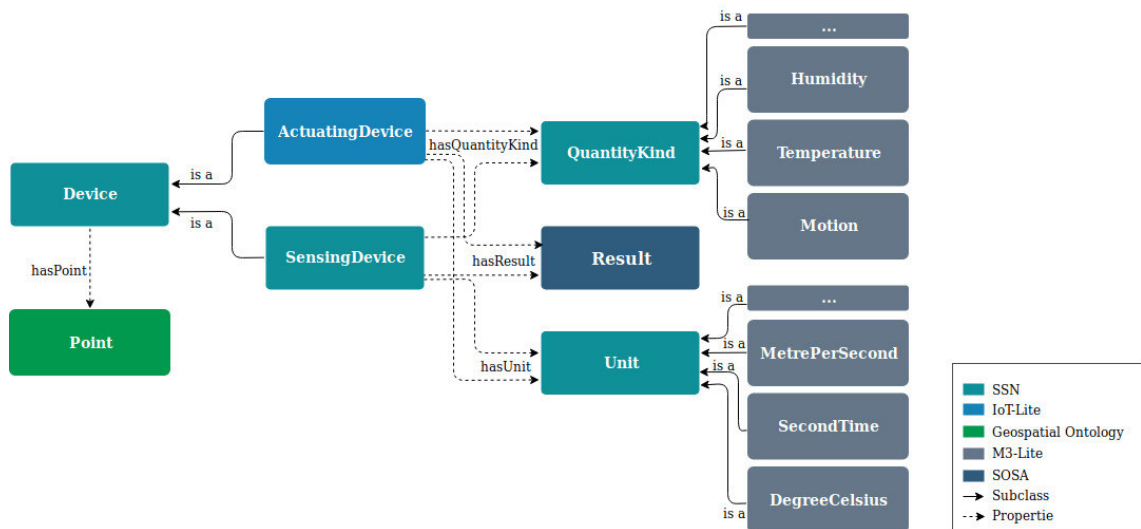 is a
...
is a
Humidity
ActuatingDevice
hasQuantityKind
QuantityKind
is a
Temperature
is a
Device
is a
is a
Motion
SensingDevice
Result
hasPoint
hasResult
is a
...
Point
is a
MetrePerSecond
hasUnit
Unit
is a
SecondTime
DegreeCelsius
is a
SSN
IoT-Lite
Geospatial Ontology
M3-Lite
SOSA
Subclass
Propertie